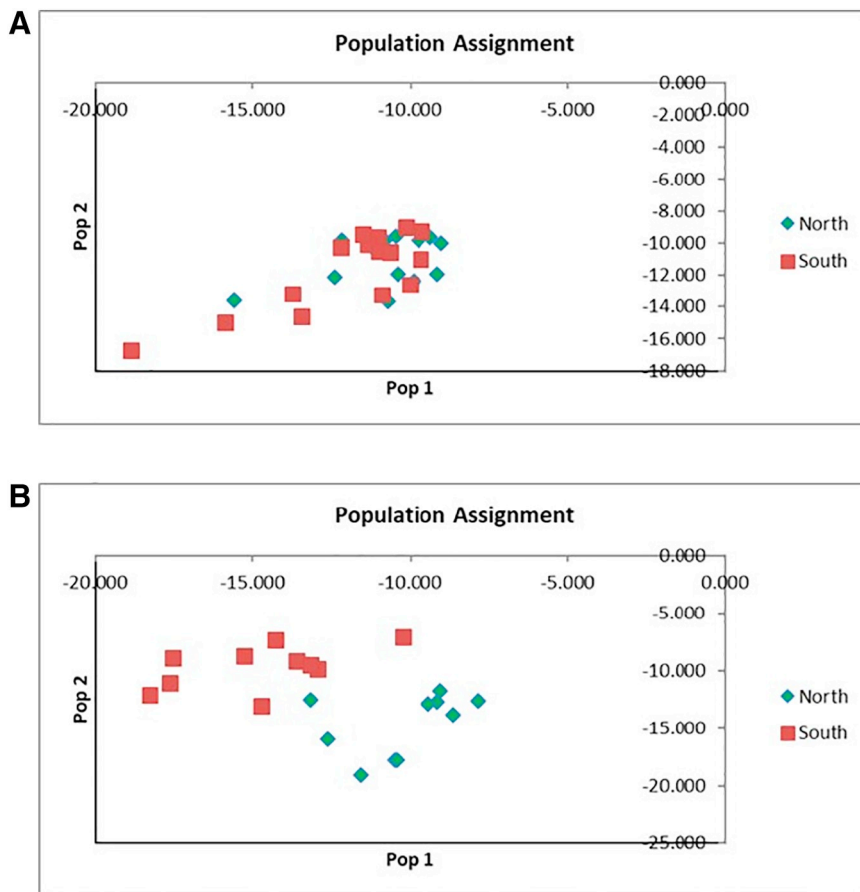 A
Population Assignment
0.000
-20.000 -15.000 -10.000 -5.000 0.000
-2.000
-4.000
-6.000
-8.000
-10.000
-12.000
-14.000
-16.000
-18.000
Pop 2
Pop 1
North
South
B
Population Assignment
0.000
-20.000 -15.000 -10.000 -5.000 0.000
-5.000
-10.000
-15.000
-20.000
-25.000
Pop 2
Pop 1
North
South